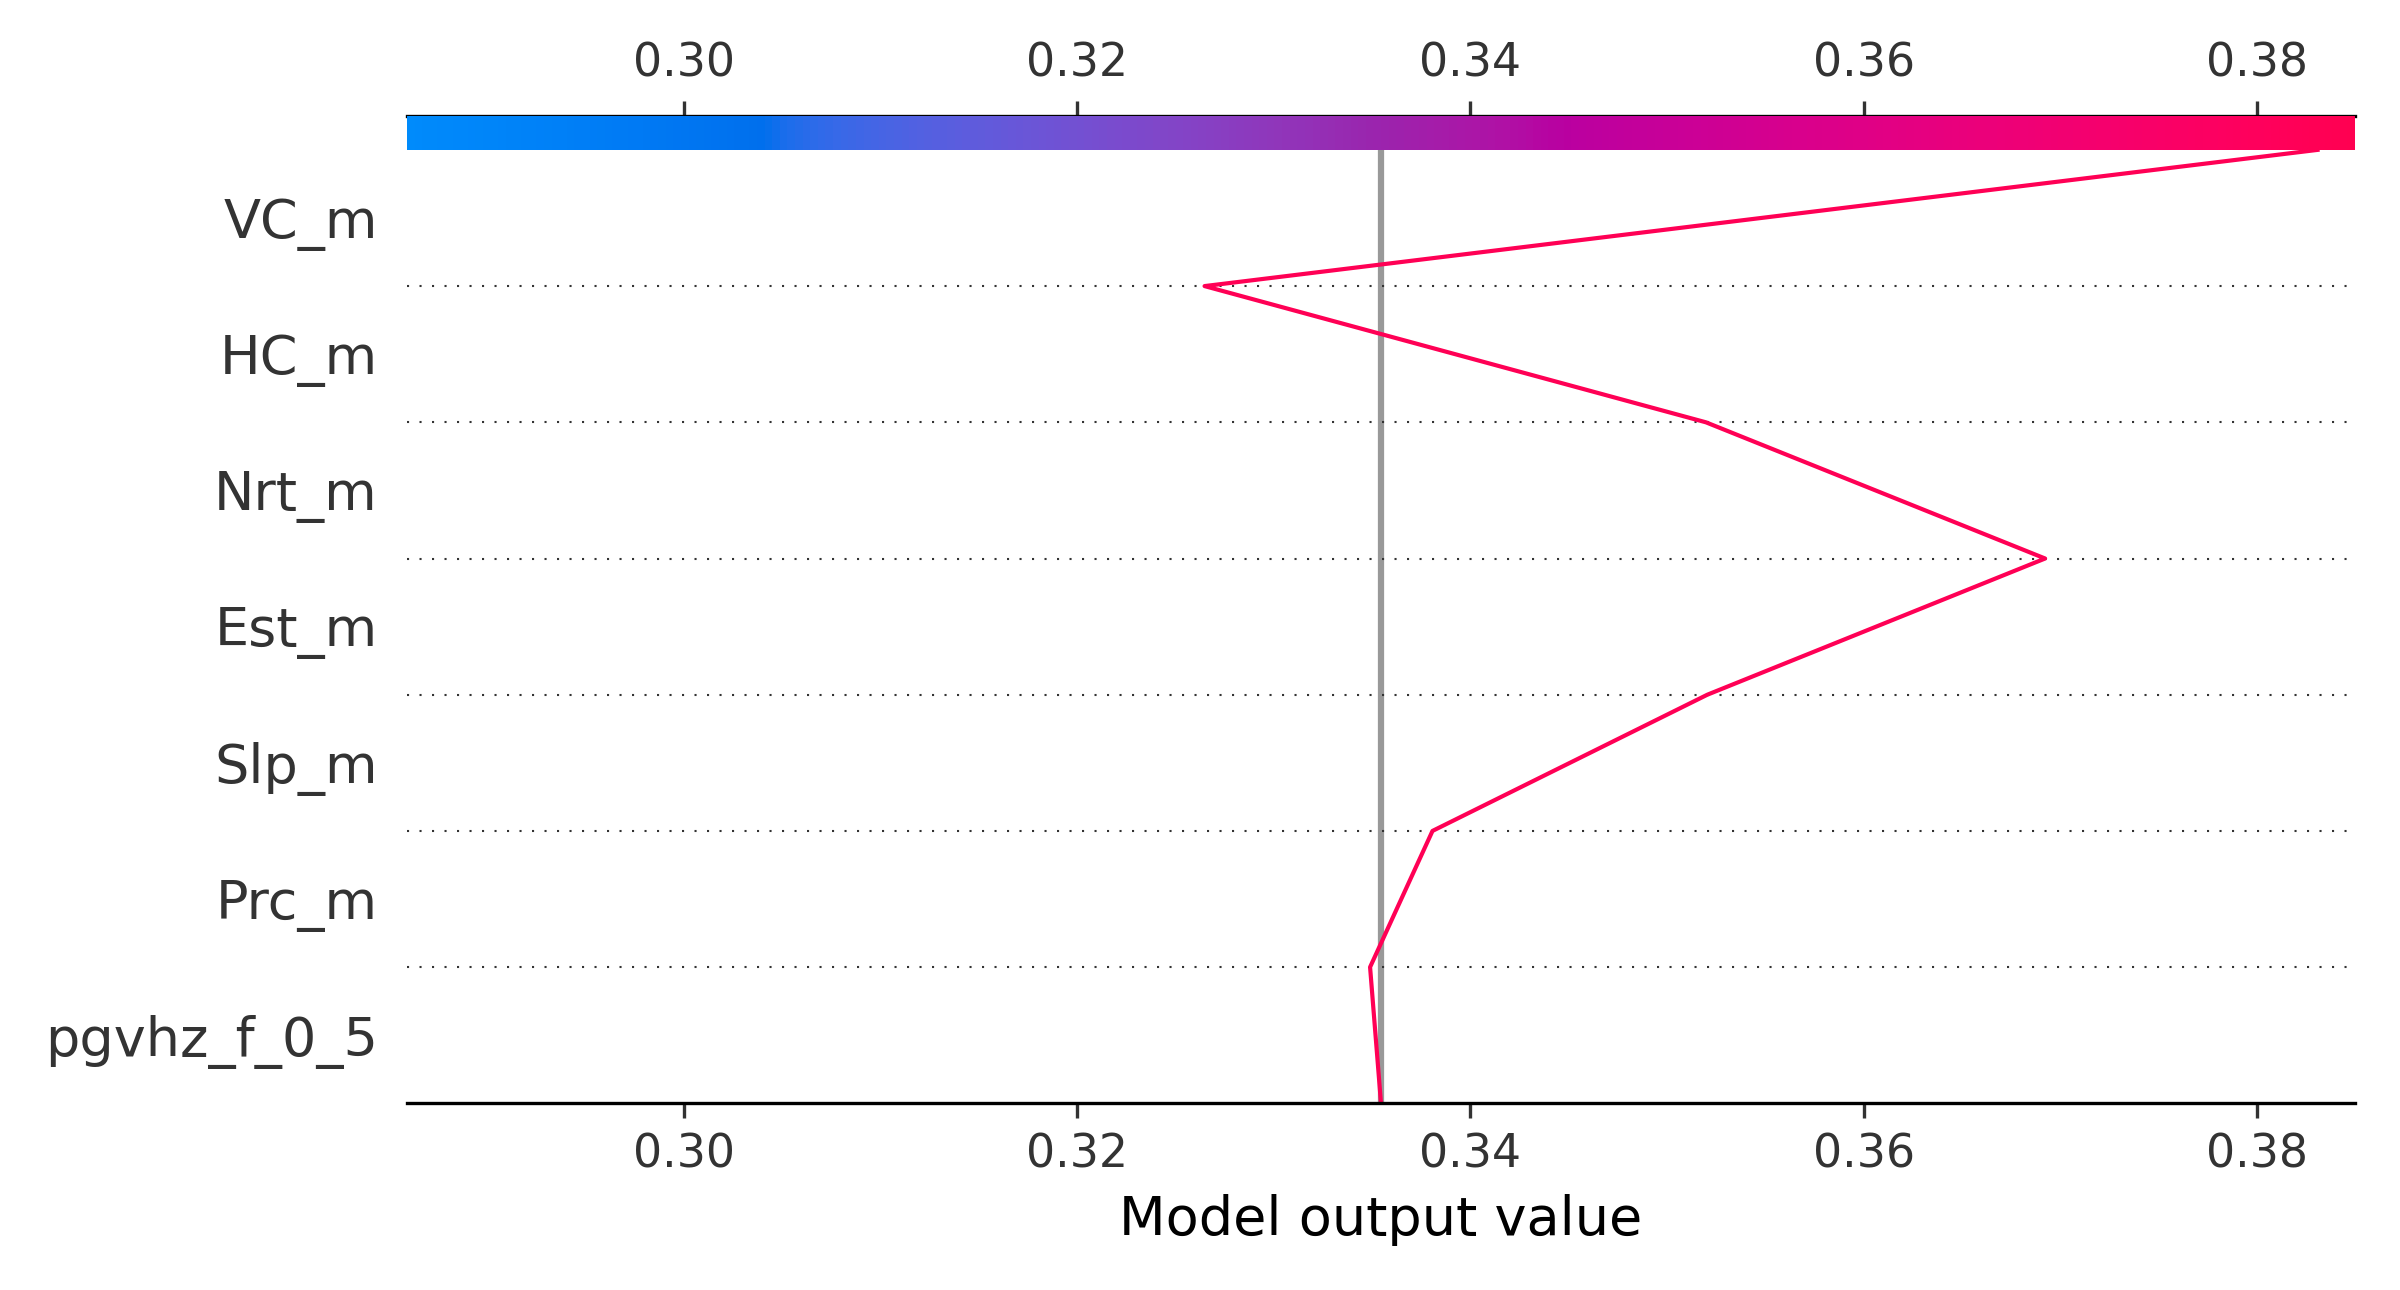 0.30 0.32 0.34 0.36 0.38
VC_m
HC_m
Nrt_m
Est_m
Slp_m
Prc_m
pgvhz_f_0_5
0.30 0.32 0.34 0.36 0.38
Model output value